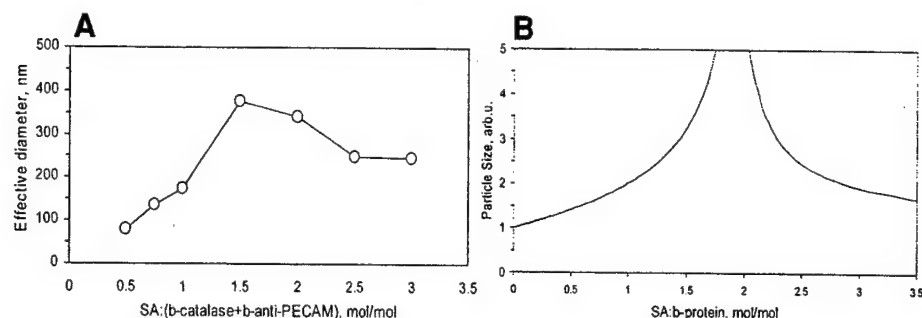 A
500
400
300
200
100
0
Effective diameter, nm
0 0.5 1 1.5 2 2.5 3 3.5
SA:(b-catalase+b-anti-PECAM), mol/mol
B
5
4
3
2
1
0
Particle Size, arb.u.
0 0.5 1 1.5 2 2.5 3 3.5
SA:b-protein, mol/mol